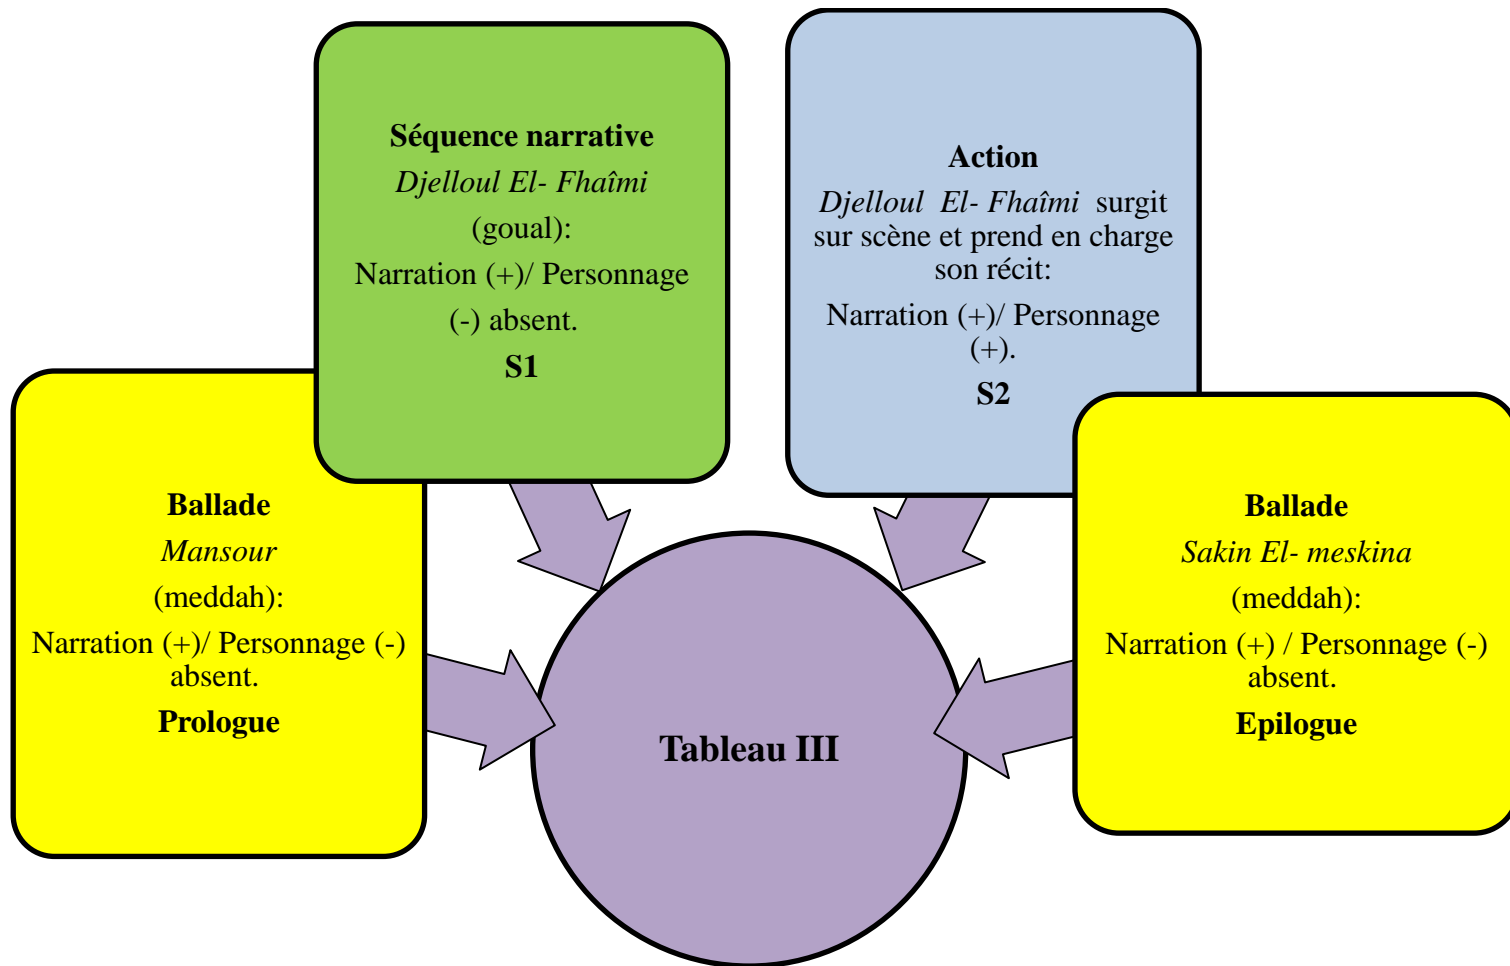 Séquence narrative
Djelloul El- Fhaîmi
(goual):
Narration (+)/ Personnage
(-) absent.
S1
Action
Djelloul El- Fhaîmi surgit
sur scène et prend en charge
son récit:
Narration (+)/ Personnage
(+).
S2
Ballade
Mansour
(meddah):
Narration (+)/ Personnage (-)
absent.
Prologue
Ballade
Sakin El- meskina
(meddah):
Narration (+) / Personnage (-)
absent.
Epilogue
Tableau III